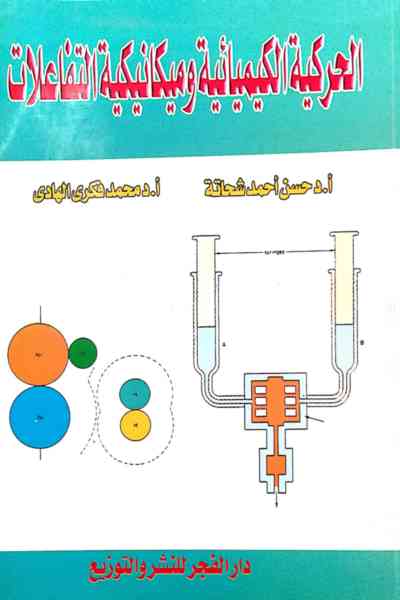 الحركية الكيميائية وميكانيكية التفاعلات
أ.د حسن أحمد شحاتة
أ.د محمد فكرى الهادى
A
B
دار الفجر للنشر والتوزيع